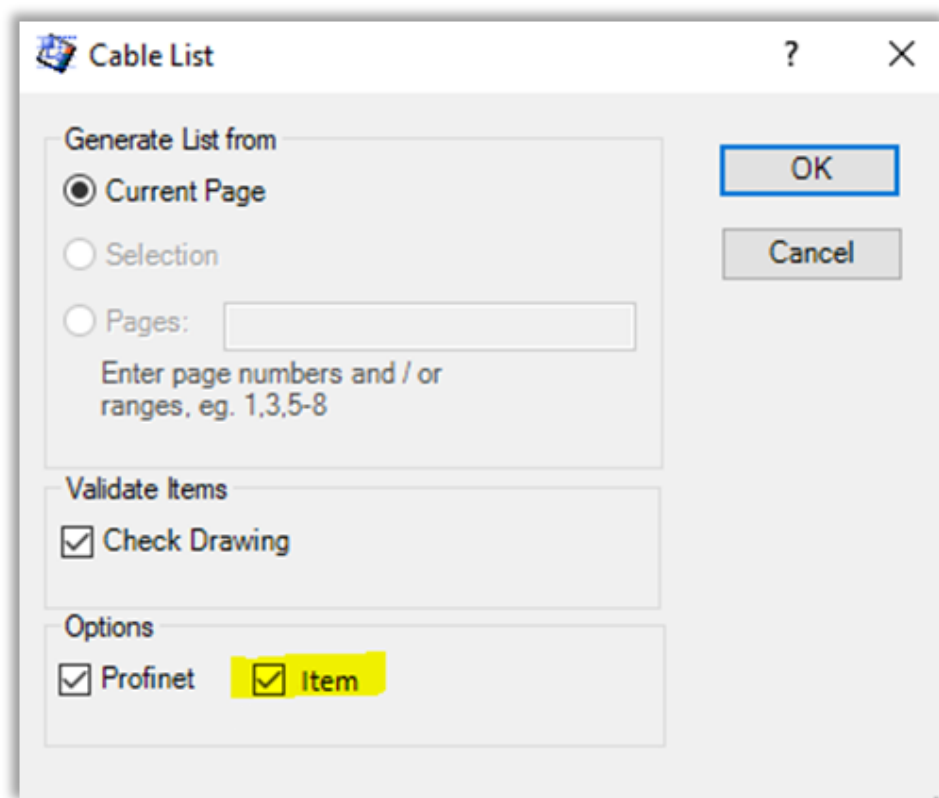 Cable List
?
Generate List from
Current Page
OK
Selection
Cancel
Pages:
Enter page numbers and / or
ranges, eg. 1,3,5-8
Validate Items
Check Drawing
Options
Profinet
Item